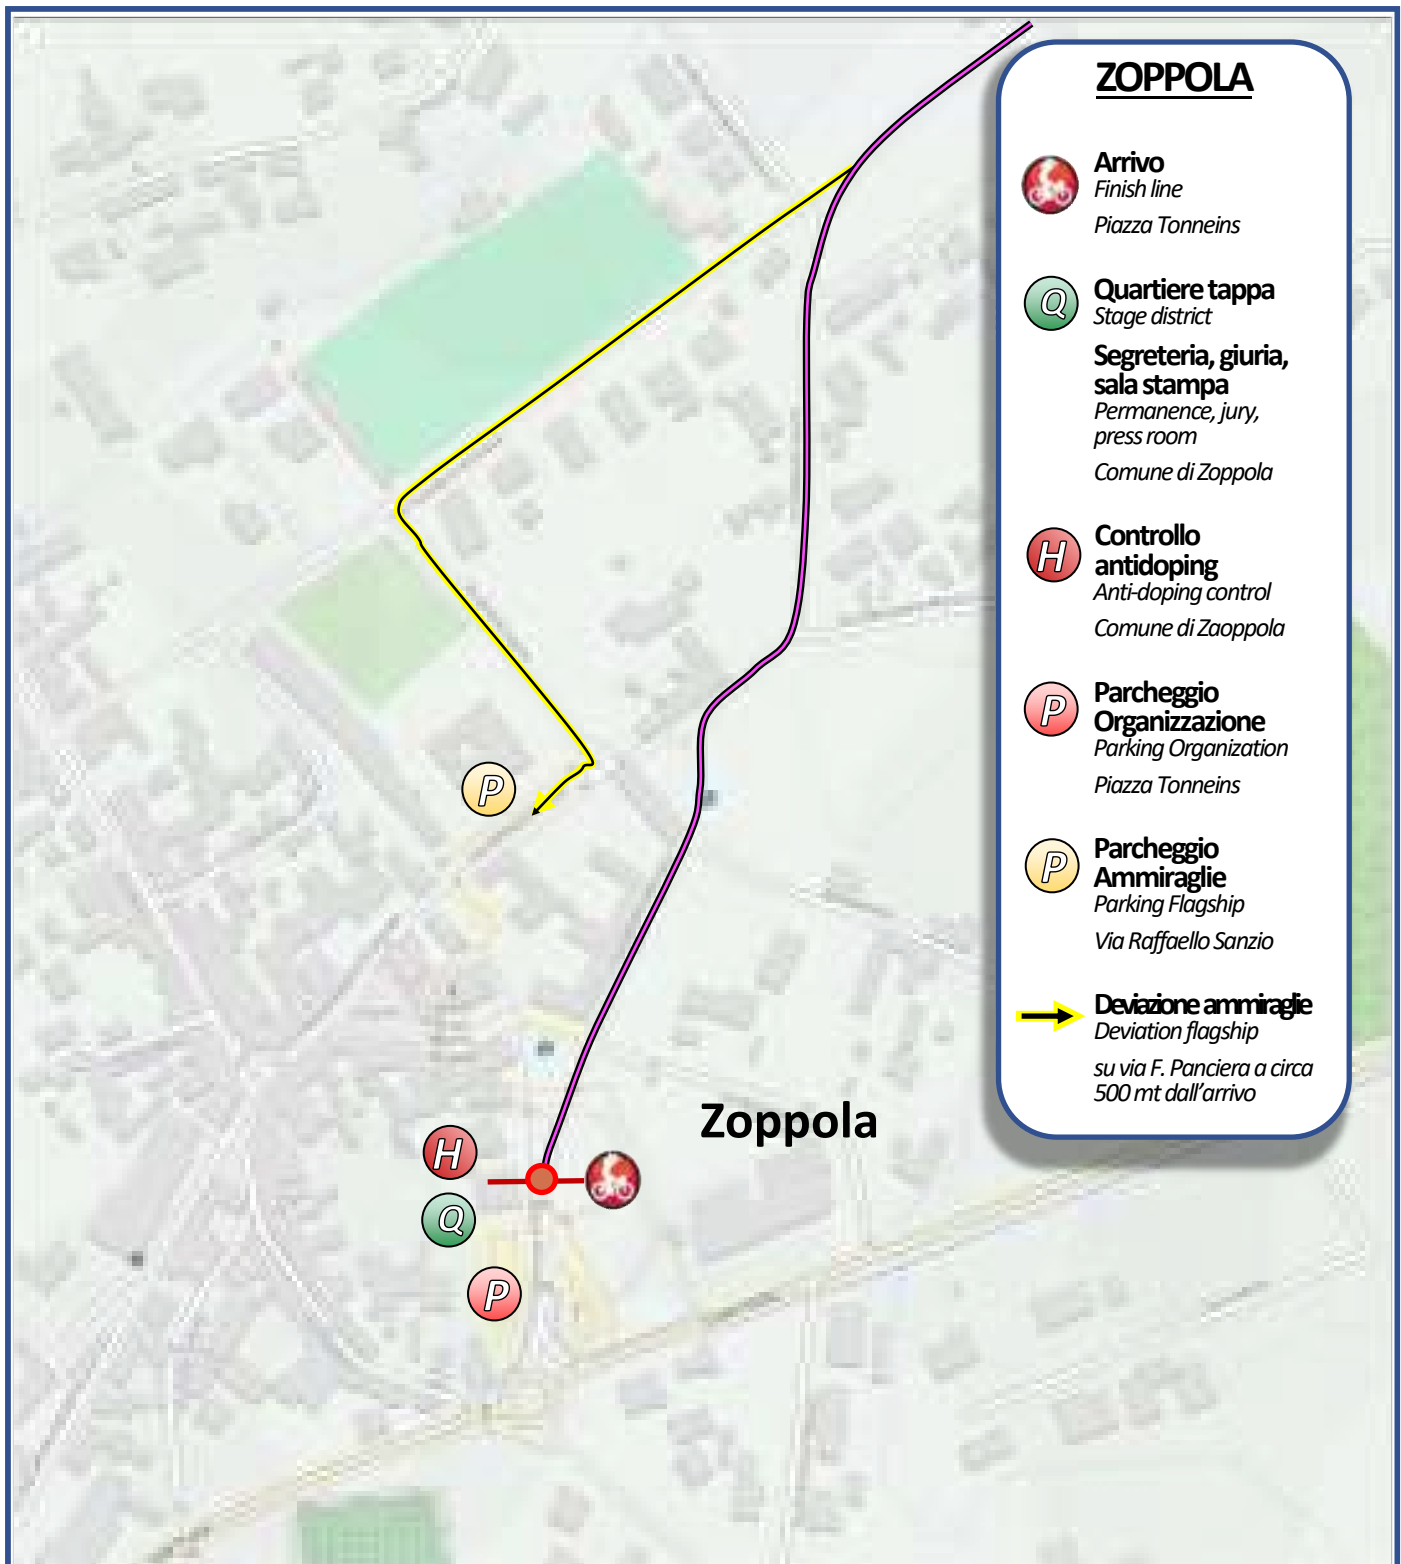 ZOPPOLA
Arrivo
Finish line
Piazza Tonneins
Q
Quartiere tappa
Stage district
Segreteria, giuria,
sala stampa
Permanence, jury,
press room
Comune di Zoppola
H
Controllo
antidoping
Anti-doping control
Comune di Zaoppola
P
Parcheggio
Organizzazione
Parking Organization
Piazza Tonneins
P
Parcheggio
Ammiraglie
Parking Flagship
Via Raffaello Sanzio
Deviazione ammiraglie
Deviation flagship
su via F. Panciera a circa
500 mt dall'arrivo
P
Zoppola
H
Q
P